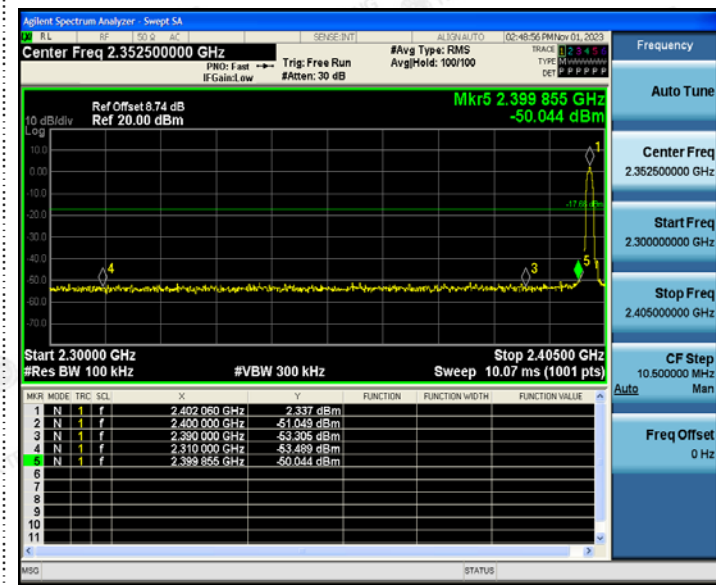 Agilent Spectrum Analyzer - Swept SA
RL RF 50 Ω AC SENSE:INT ALIGN AUTO 02:48:56 PM Nov 01, 2023
Center Freq 2.352500000 GHz #Avg Type: RMS TRACE 1 2 3 4 5 6
PNO: Fast Trig: Free Run Avg|Hold: 100/100 TYPE M WWWWW
IFGain:Low #Atten: 30 dB DET P P P P P P
Mkr5 2.399 855 GHz
-50.044 dBm
Ref Offset 8.74 dB
10 dB/div Ref 20.00 dBm
Log
10.0
0.00
-10.0
-20.0
-30.0
-40.0
-50.0
-60.0
-70.0
1
-17.66 dBm
4
3
5
Start 2.30000 GHz Stop 2.40500 GHz
#Res BW 100 kHz #VBW 300 kHz Sweep 10.07 ms (1001 pts)
MKR MODE TRC SCL X Y FUNCTION FUNCTION WIDTH FUNCTION VALUE
1 N 1 f 2.402 060 GHz 2.337 dBm
2 N 1 f 2.400 000 GHz -51.049 dBm
3 N 1 f 2.390 000 GHz -53.305 dBm
4 N 1 f 2.310 000 GHz -53.489 dBm
5 N 1 f 2.399 855 GHz -50.044 dBm
6
7
8
9
10
11
MSG STATUS
Frequency
Auto Tune
Center Freq
2.352500000 GHz
Start Freq
2.300000000 GHz
Stop Freq
2.405000000 GHz
CF Step
10.500000 MHz
Auto Man
Freq Offset
0 Hz